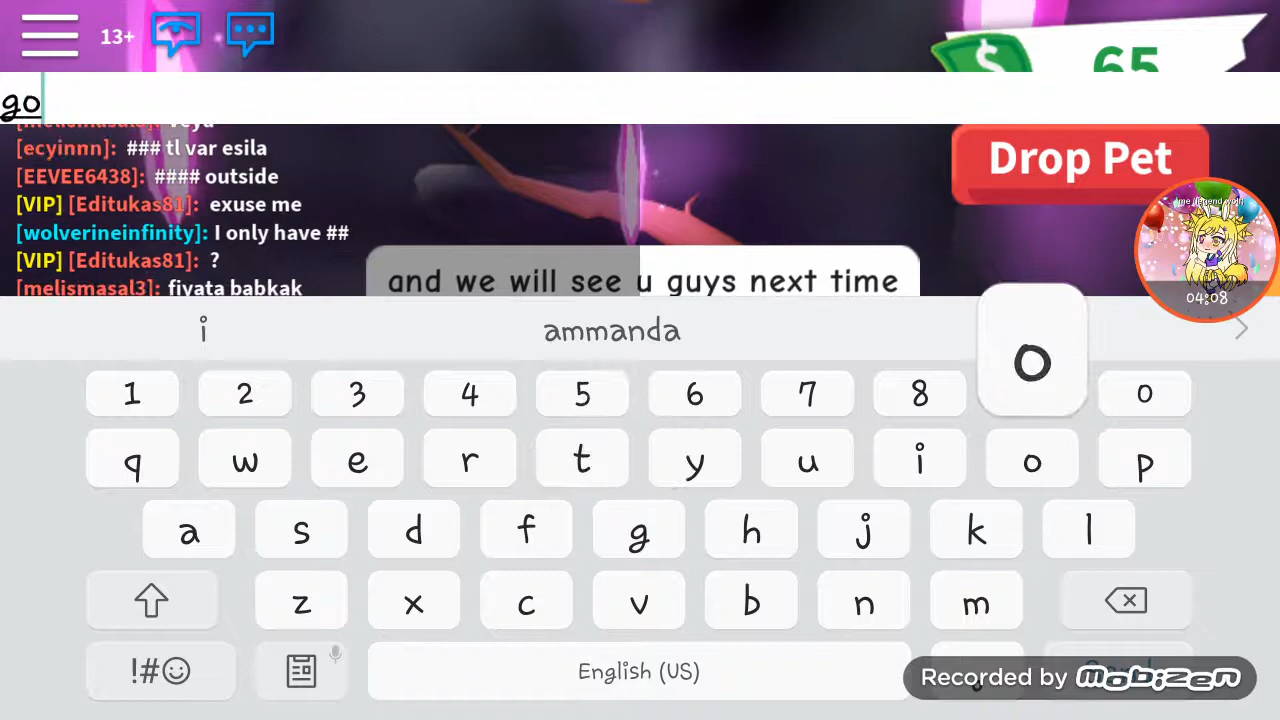 13+
65
go
[melismasal3]: veya
[ecyinnn]: ### tl var esila
[EEVEE6438]: #### outside
[VIP] [Editukas81]: exuse me
[wolverineinfinity]: I only have ##
[VIP] [Editukas81]: ?
[melismasal3]: fiyata babkak
Drop Pet
04:08
and we will see u guys next time
i ammanda
o
1 2 3 4 5 6 7 8 0
q w e r t y u i o p
a s d f g h j k l
z x c v b n m
!#☺ English (US)
Recorded by mobizen